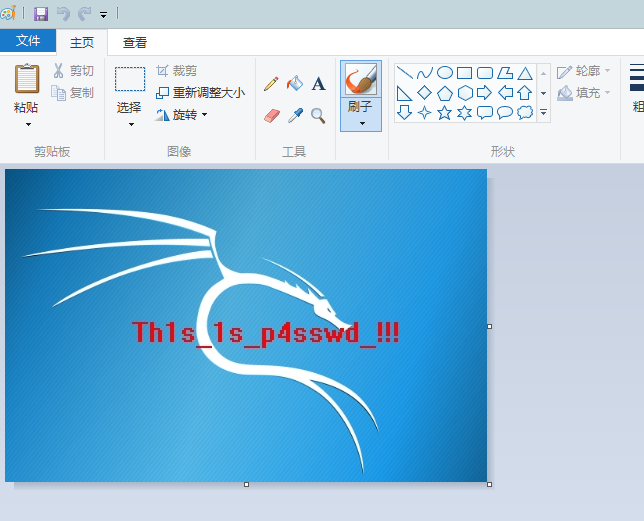 文件 主页 查看
剪切 裁剪 轮廓
复制 重新调整大小 填充
粘贴 选择 旋转 A 刷子 粗
剪贴板 图像 工具 形状
Th1s_1s_p4sswd_!!!